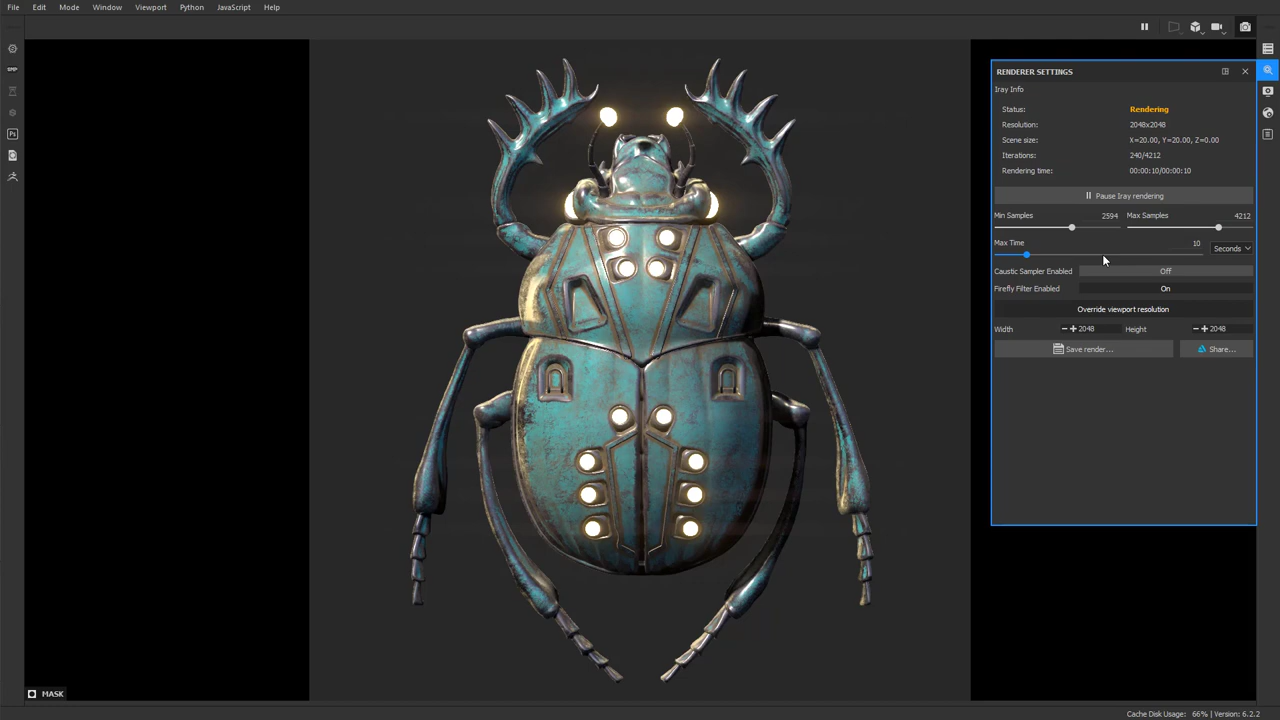 File Edit Mode Window Viewport Python JavaScript Help
RENDERER SETTINGS
Iray Info
Status: Rendering
Resolution: 2048x2048
Scene size: X=20.00, Y=20.00, Z=0.00
Iterations: 240/4212
Rendering time: 00:00:10/00:00:10
Pause Iray rendering
Min Samples 2594 Max Samples 4212
Max Time 10 Seconds
Caustic Sampler Enabled Off
Firefly Filter Enabled On
Override viewport resolution
Width 2048 Height 2048
Save render... Share...
Ps
MASK
Cache Disk Usage: 66% | Version: 6.2.2